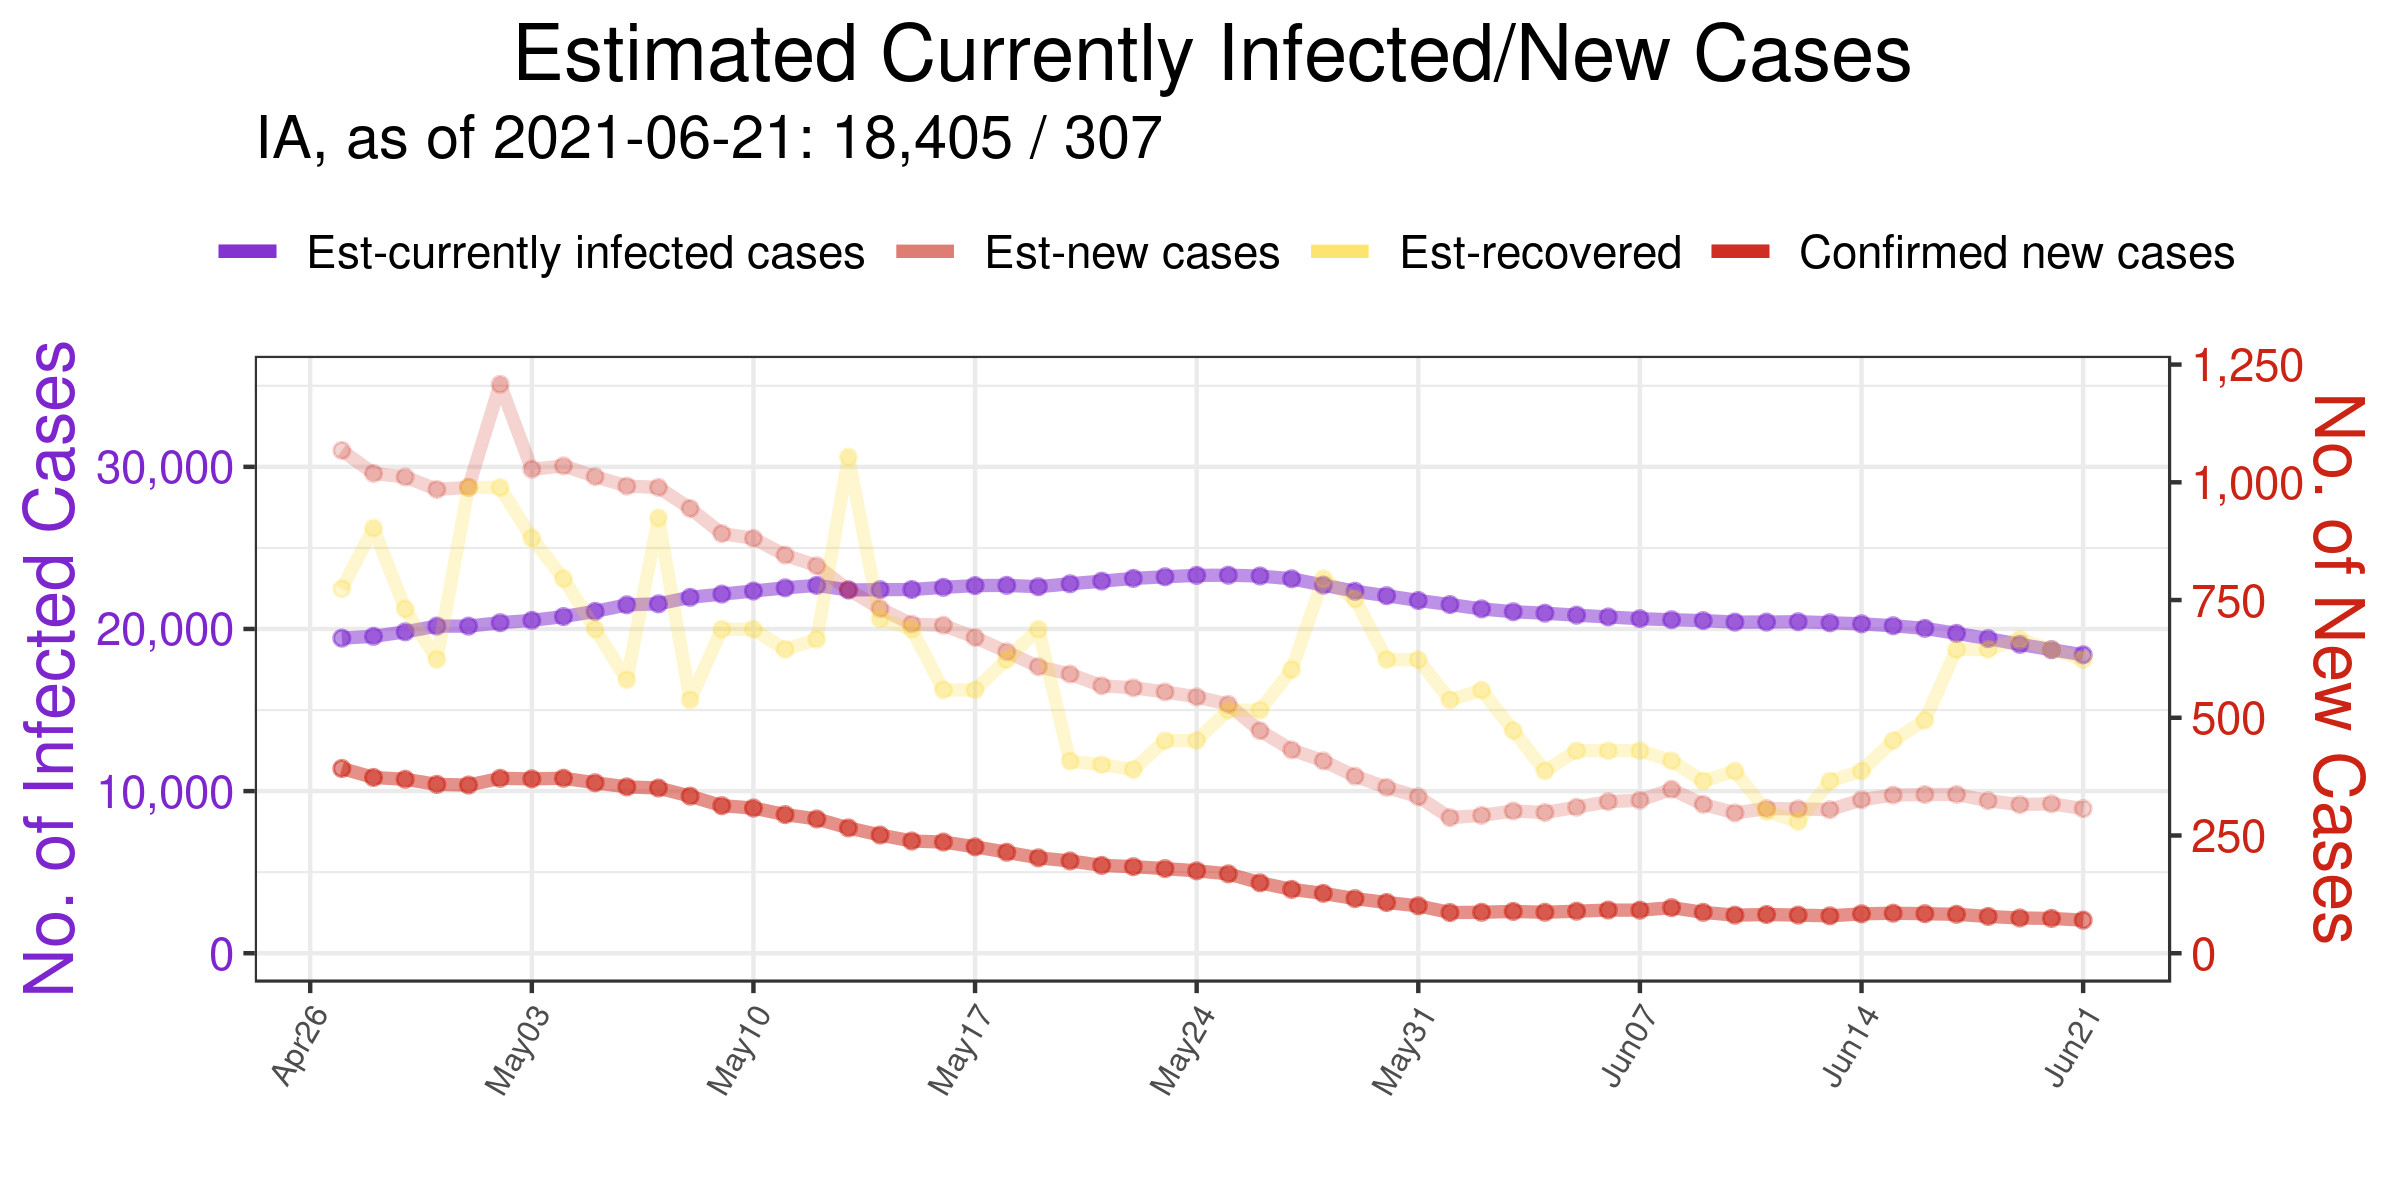 Estimated Currently Infected/New Cases
IA, as of 2021-06-21: 18,405 / 307
Est-currently infected cases Est-new cases Est-recovered Confirmed new cases
No. of Infected Cases
30,000
20,000
10,000
0
1,250
1,000
750
500
250
0
No. of New Cases
Apr26 May03 May10 May17 May24 May31 Jun07 Jun14 Jun21